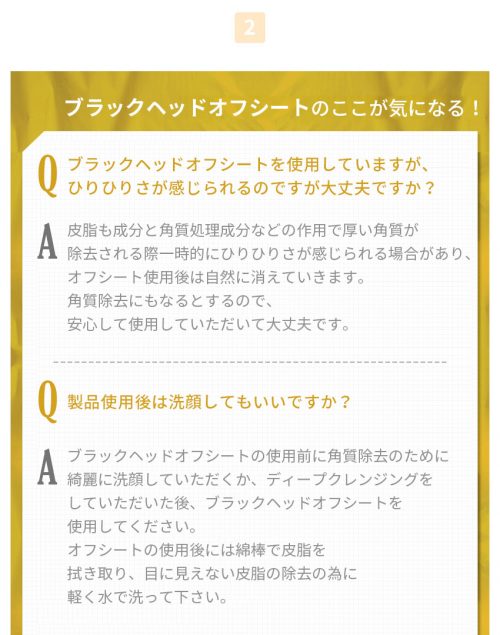 2
ブラックヘッドオフシートのここが気になる！
Q ブラックヘッドオフシートを使用していますが、
ひりひりさが感じられるのですが大丈夫ですか？
A 皮脂も成分と角質処理成分などの作用で厚い角質が
除去される際一時的にひりひりさが感じられる場合があり、
オフシート使用後は自然に消えていきます。
角質除去にもなるとするので、
安心して使用していただいて大丈夫です。
Q 製品使用後は洗顔してもいいですか？
A ブラックヘッドオフシートの使用前に角質除去のために
綺麗に洗顔していただくか、ディープクレンジングを
していただいた後、ブラックヘッドオフシートを
使用してください。
オフシートの使用後には綿棒で皮脂を
拭き取り、目に見えない皮脂の除去の為に
軽く水で洗って下さい。